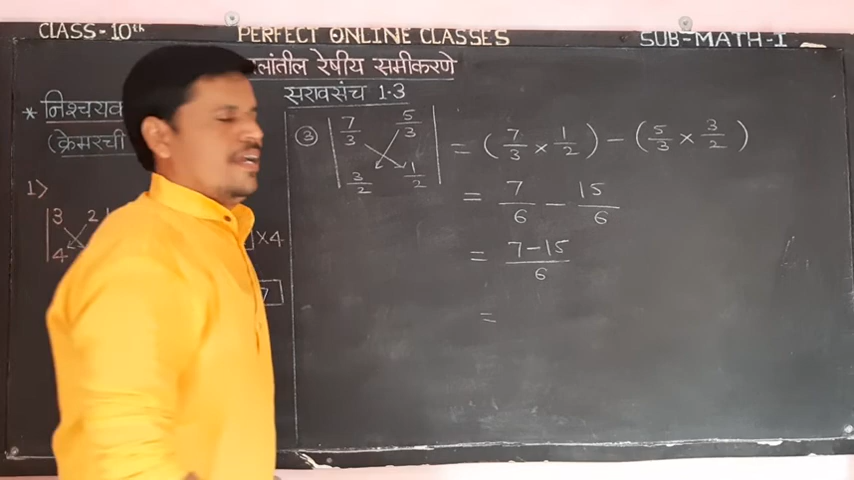 CLASS-10th PERFECT ONLINE CLASSES SUB-MATH-I
रेषीय समीकरणे
सरावसंच 1.3
* निश्चयक
(क्रेमरची
③ | 7/3 5/3 | = (7/3 × 1/2) - (5/3 × 3/2)
| 3/2 1/2 |
= 7/6 - 15/6
= 7-15/6
=
1)
3 2
4
×4
7